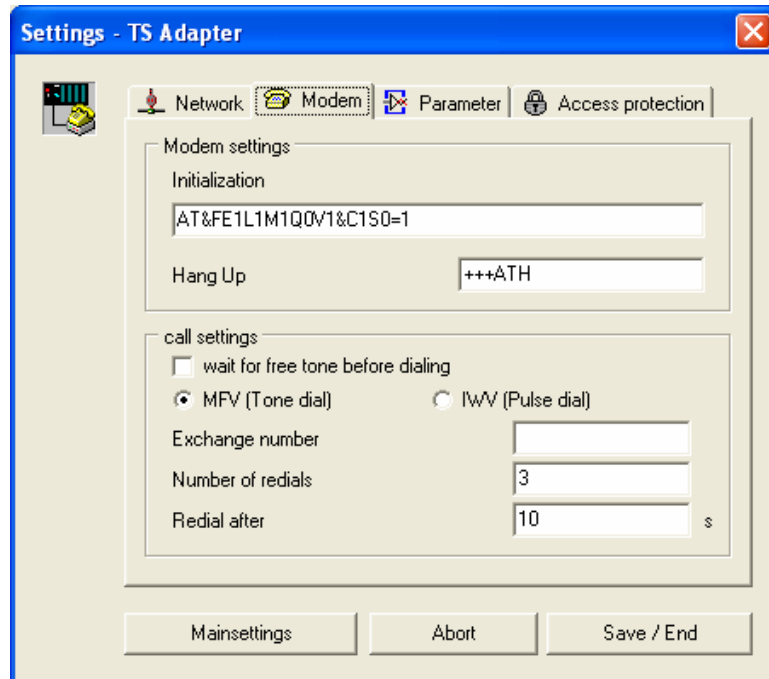 Settings - TS Adapter
Network Modem Parameter Access protection
Modem settings
Initialization
AT&FE1L1M1Q0V1&C1S0=1
Hang Up +++ATH
call settings
wait for free tone before dialing
MFV (Tone dial) IWV (Pulse dial)
Exchange number
Number of redials 3
Redial after 10 s
Mainsettings Abort Save / End